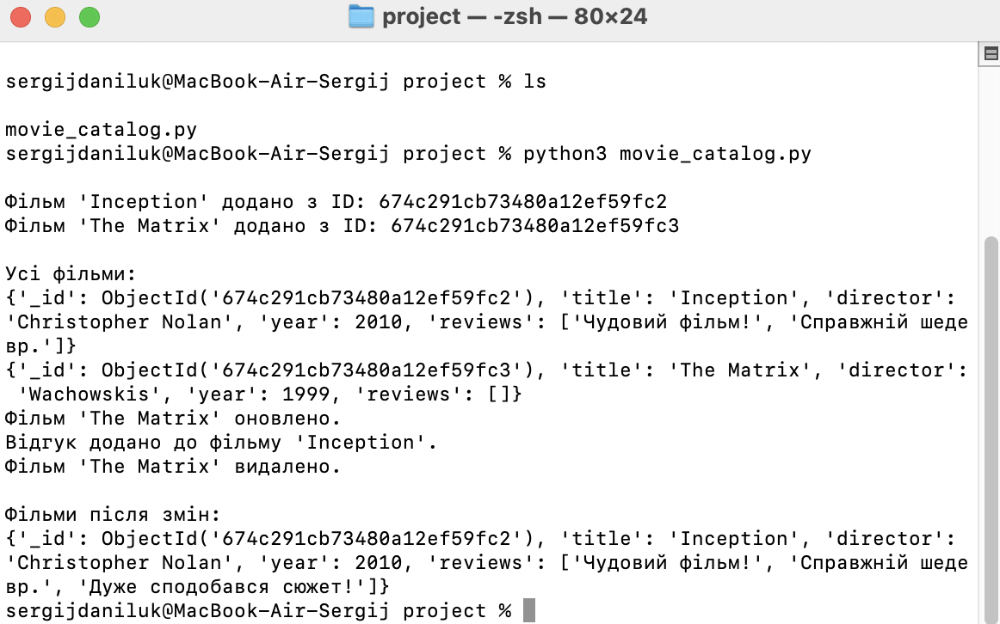 project — -zsh — 80×24
sergijdaniluk@MacBook-Air-Sergij project % ls
movie_catalog.py
sergijdaniluk@MacBook-Air-Sergij project % python3 movie_catalog.py
Фільм 'Inception' додано з ID: 674c291cb73480a12ef59fc2
Фільм 'The Matrix' додано з ID: 674c291cb73480a12ef59fc3
Усі фільми:
{'_id': ObjectId('674c291cb73480a12ef59fc2'), 'title': 'Inception', 'director':
'Christopher Nolan', 'year': 2010, 'reviews': ['Чудовий фільм!', 'Справжній шеде
вр.']}
{'_id': ObjectId('674c291cb73480a12ef59fc3'), 'title': 'The Matrix', 'director':
 'Wachowskis', 'year': 1999, 'reviews': []}
Фільм 'The Matrix' оновлено.
Відгук додано до фільму 'Inception'.
Фільм 'The Matrix' видалено.
Фільми після змін:
{'_id': ObjectId('674c291cb73480a12ef59fc2'), 'title': 'Inception', 'director':
'Christopher Nolan', 'year': 2010, 'reviews': ['Чудовий фільм!', 'Справжній шеде
вр.', 'Дуже сподобався сюжет!']}
sergijdaniluk@MacBook-Air-Sergij project %